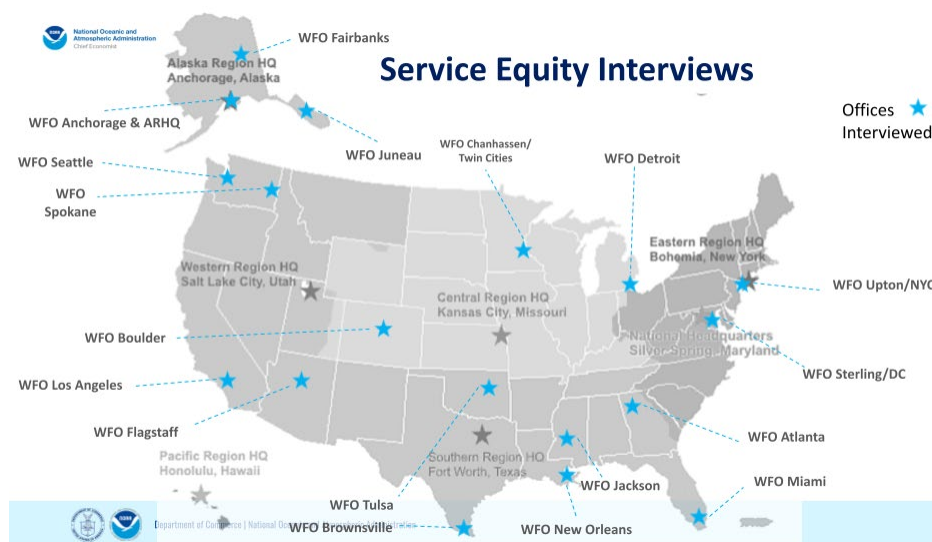 National Oceanic and
Atmospheric Administration
Chief Economist
Service Equity Interviews
Offices
Interviewed
WFO Fairbanks
Alaska Region HQ
Anchorage, Alaska
WFO Anchorage & ARHQ
WFO Juneau
WFO Seattle
WFO
Spokane
WFO Chanhassen/
Twin Cities
WFO Detroit
Eastern Region HQ
Bohemia, New York
WFO Upton/NYC
Western Region HQ
Salt Lake City, Utah
Central Region HQ
Kansas City, Missouri
National Headquarters
Silver Spring, Maryland
WFO Boulder
WFO Sterling/DC
WFO Los Angeles
WFO Flagstaff
WFO Atlanta
Pacific Region HQ
Honolulu, Hawaii
Southern Region HQ
Fort Worth, Texas
WFO Jackson
WFO Miami
WFO Tulsa
WFO Brownsville
WFO New Orleans
Department of Commerce | National Oceanic and Atmospheric Administration